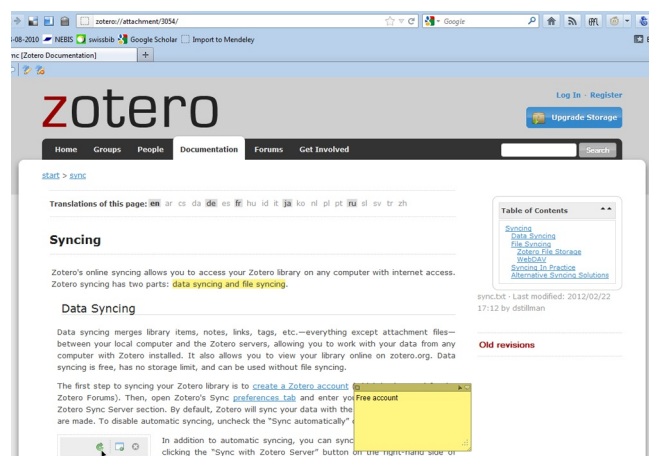 zotero://attachment/3054/
Google
-08-2010 NEBIS swissbib Google Scholar Import to Mendeley
mc [Zotero Documentation]
zotero
Log In · Register
Upgrade Storage
Home Groups People Documentation Forums Get Involved
Search
start > sync
Translations of this page: en ar cs da de es fr hu id it ja ko nl pl pt ru sl sv tr zh
Table of Contents
Syncing
Data Syncing
File Syncing
Zotero File Storage
WebDAV
Syncing In Practice
Alternative Syncing Solutions
sync.txt · Last modified: 2012/02/22
17:12 by dstillman
Old revisions
Syncing
Zotero's online syncing allows you to access your Zotero library on any computer with internet access.
Zotero syncing has two parts: data syncing and file syncing.
Data Syncing
Data syncing merges library items, notes, links, tags, etc.—everything except attachment files—
between your local computer and the Zotero servers, allowing you to work with your data from any
computer with Zotero installed. It also allows you to view your library online on zotero.org. Data
syncing is free, has no storage limit, and can be used without file syncing.
The first step to syncing your Zotero library is to create a Zotero account
Zotero Forums). Then, open Zotero's Sync preferences tab and enter you
Zotero Sync Server section. By default, Zotero will sync your data with the
are made. To disable automatic syncing, uncheck the "Sync automatically"
Free account
In addition to automatic syncing, you can sync
clicking the "Sync with Zotero Server" button on the right-hand side of